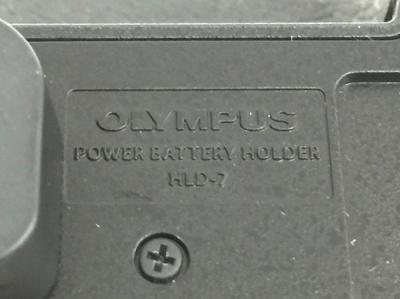 OLYMPUS
POWER BATTERY HOLDER
HLD-7